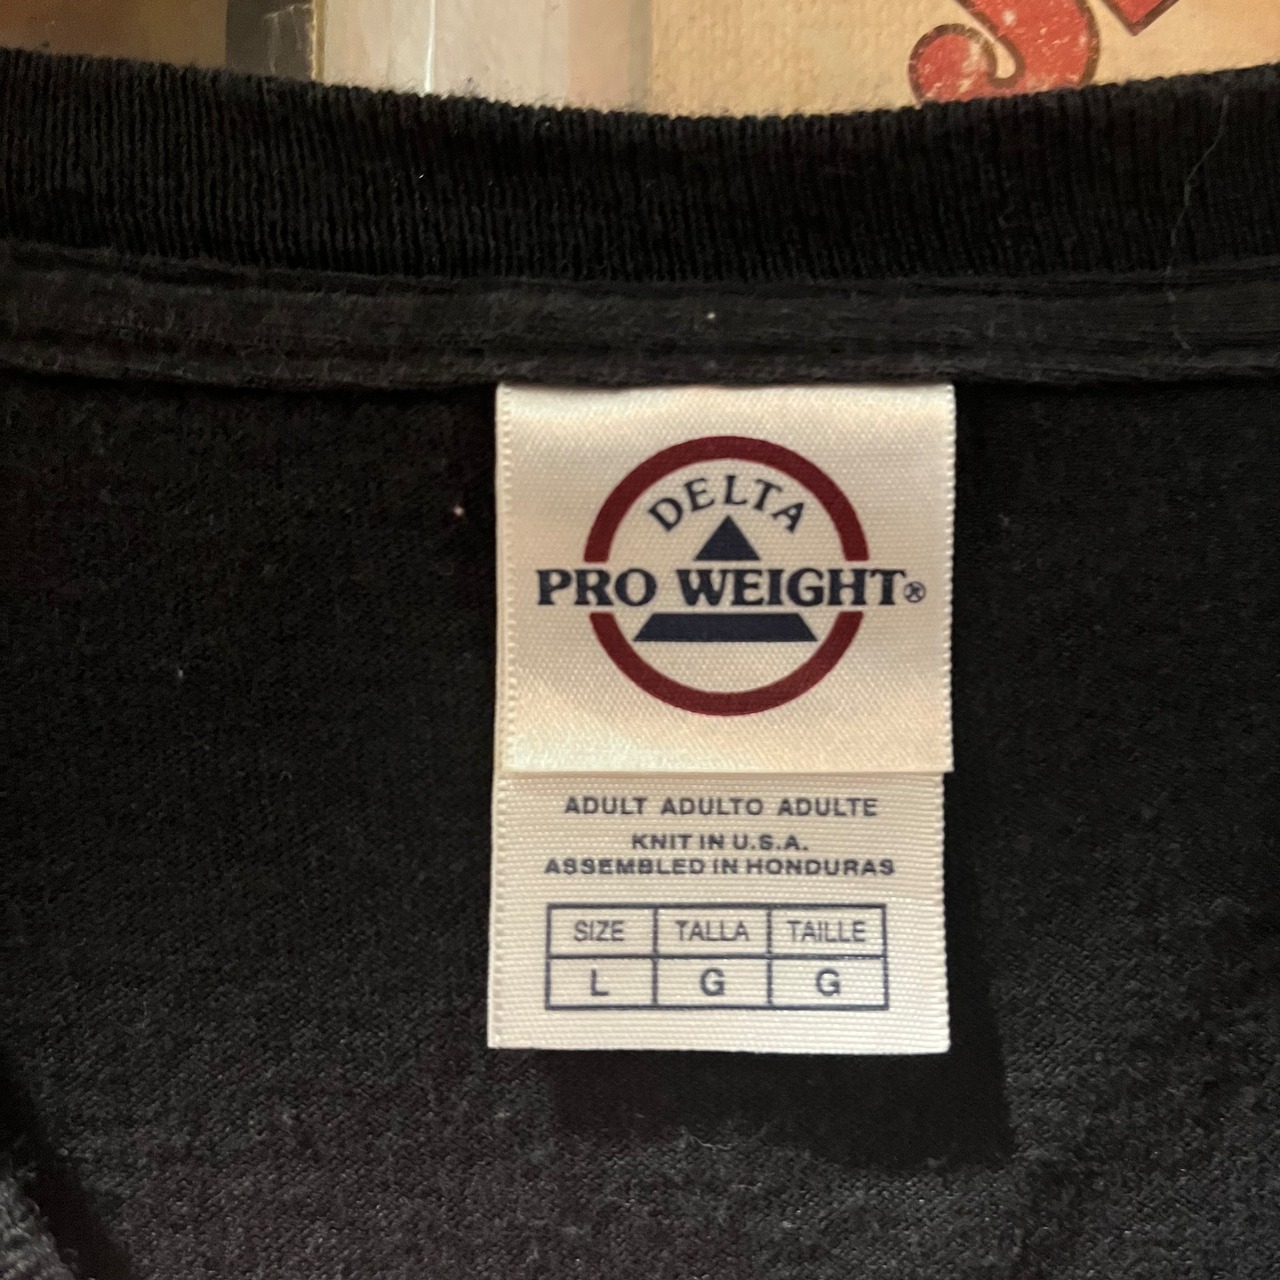 DELTA
PRO WEIGHT®
ADULT ADULTO ADULTE
KNIT IN U.S.A.
ASSEMBLED IN HONDURAS
SIZE TALLA TAILLE
L G G